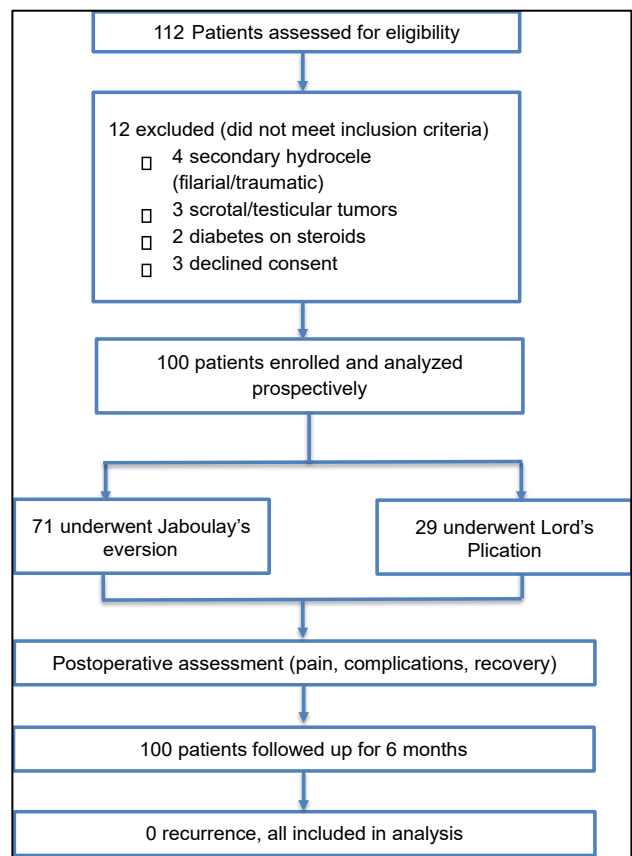 112 Patients assessed for eligibility
12 excluded (did not meet inclusion criteria)
4 secondary hydrocele
(filarial/traumatic)
3 scrotal/testicular tumors
2 diabetes on steroids
3 declined consent
100 patients enrolled and analyzed
prospectively
71 underwent Jaboulay’s
eversion
29 underwent Lord’s
Plication
Postoperative assessment (pain, complications, recovery)
100 patients followed up for 6 months
0 recurrence, all included in analysis